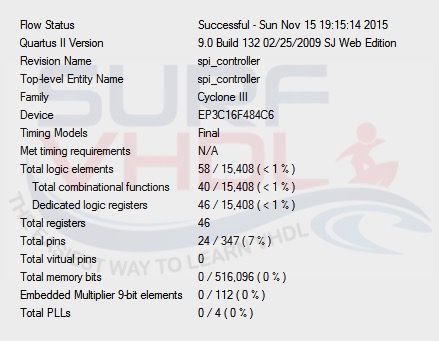 Flow Status Successful - Sun Nov 15 19:15:14 2015
Quartus II Version 9.0 Build 132 02/25/2009 SJ Web Edition
Revision Name spi_controller
Top-level Entity Name spi_controller
Family Cyclone III
Device EP3C16F484C6
Timing Models Final
Met timing requirements N/A
Total logic elements 58 / 15,408 ( < 1 % )
Total combinational functions 40 / 15,408 ( < 1 % )
Dedicated logic registers 46 / 15,408 ( < 1 % )
Total registers 46
Total pins 24 / 347 ( 7 % )
Total virtual pins 0
Total memory bits 0 / 516,096 ( 0 % )
Embedded Multiplier 9-bit elements 0 / 112 ( 0 % )
Total PLLs 0 / 4 ( 0 % )
SURF
VHDL
THE EASIEST WAY TO LEARN VHDL